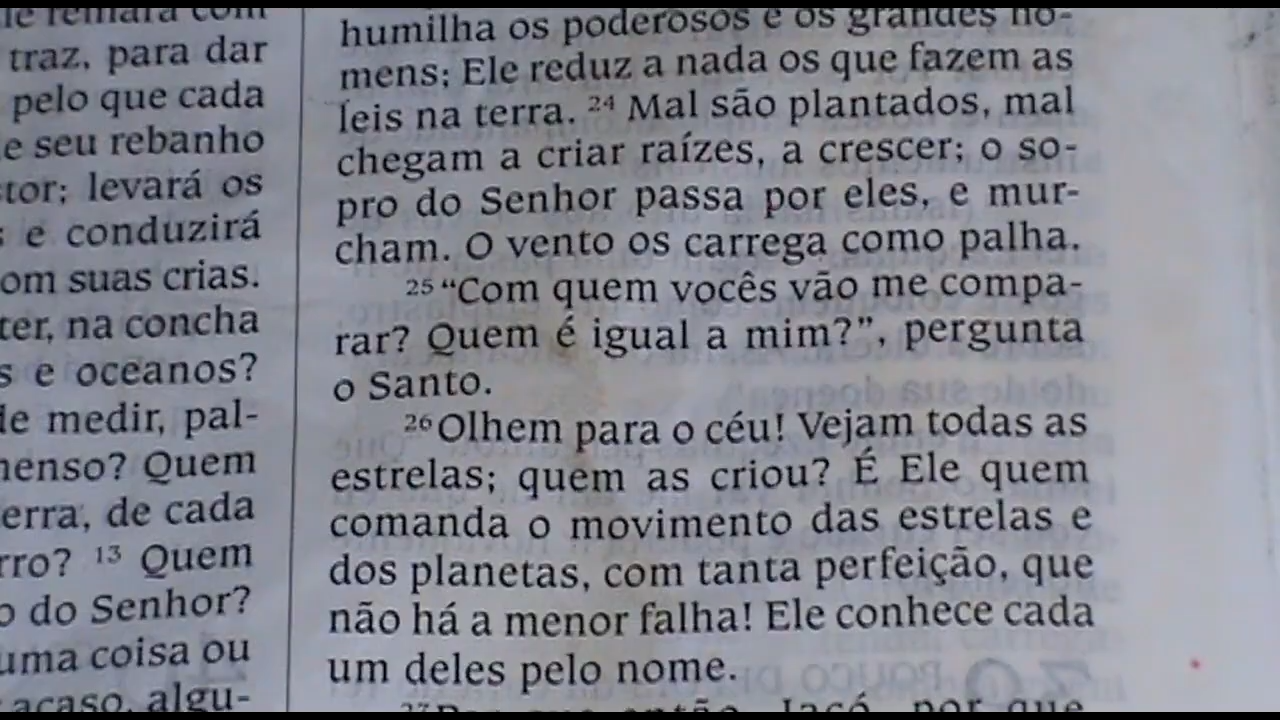 traz, para dar
pelo que cada
e seu rebanho
tor; levará os
s e conduzirá
om suas crias.
ter, na concha
s e oceanos?
de medir, pal-
menso? Quem
erra, de cada
rro? 13 Quem
o do Senhor?
uma coisa ou
acaso, algu-
humilha os poderosos e os grandes ho-
mens; Ele reduz a nada os que fazem as
leis na terra. 24 Mal são plantados, mal
chegam a criar raízes, a crescer; o so-
pro do Senhor passa por eles, e mur-
cham. O vento os carrega como palha.
25 “Com quem vocês vão me compa-
rar? Quem é igual a mim?”, pergunta
o Santo.
26 Olhem para o céu! Vejam todas as
estrelas; quem as criou? É Ele quem
comanda o movimento das estrelas e
dos planetas, com tanta perfeição, que
não há a menor falha! Ele conhece cada
um deles pelo nome.